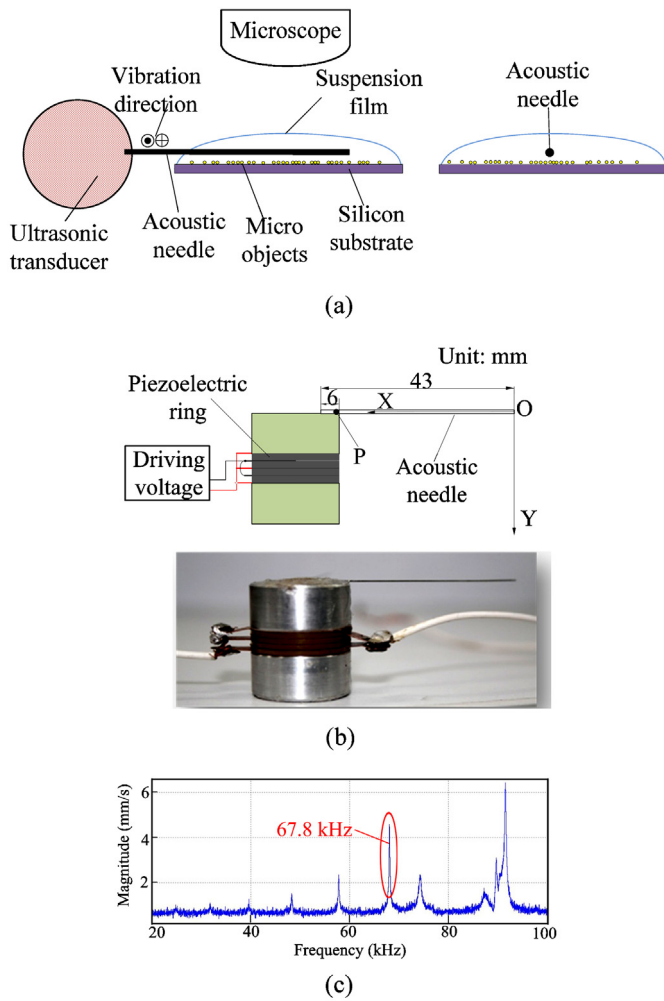 Microscope
Vibration
direction
Suspension
film
Acoustic
needle
Ultrasonic
transducer
Acoustic
needle
Micro
objects
Silicon
substrate
(a)
Unit: mm
43
6
Piezoelectric
ring
X
O
P
Driving
voltage
Acoustic
needle
Y
(b)
6
4
2
Magnitude (mm/s)
67.8 kHz
20
40
60
80
100
Frequency (kHz)
(c)